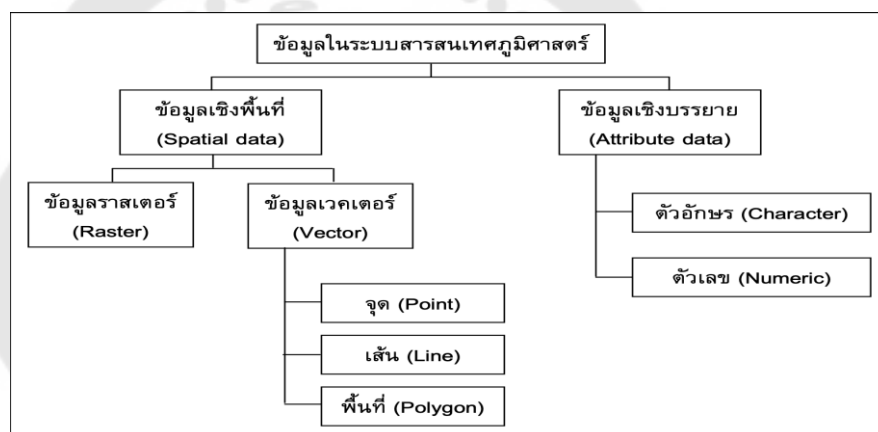 ข้อมูลในระบบสารสนเทศภูมิศาสตร์
ข้อมูลเชิงพื้นที่
(Spatial data)
ข้อมูลเชิงบรรยาย
(Attribute data)
ข้อมูลราสเตอร์
(Raster)
ข้อมูลเวคเตอร์
(Vector)
ตัวอักษร (Character)
ตัวเลข (Numeric)
จุด (Point)
เส้น (Line)
พื้นที่ (Polygon)